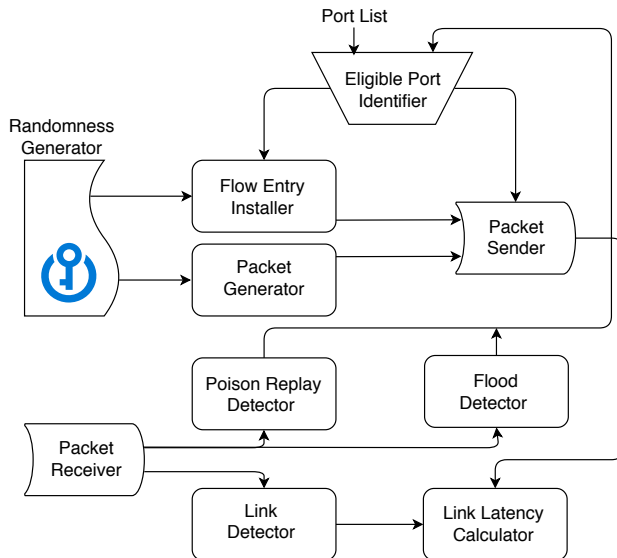 Port List
Eligible Port
Identifier
Randomness
Generator
Flow Entry
Installer
Packet
Sender
Packet
Generator
Poison Replay
Detector
Flood
Detector
Packet
Receiver
Link
Detector
Link Latency
Calculator